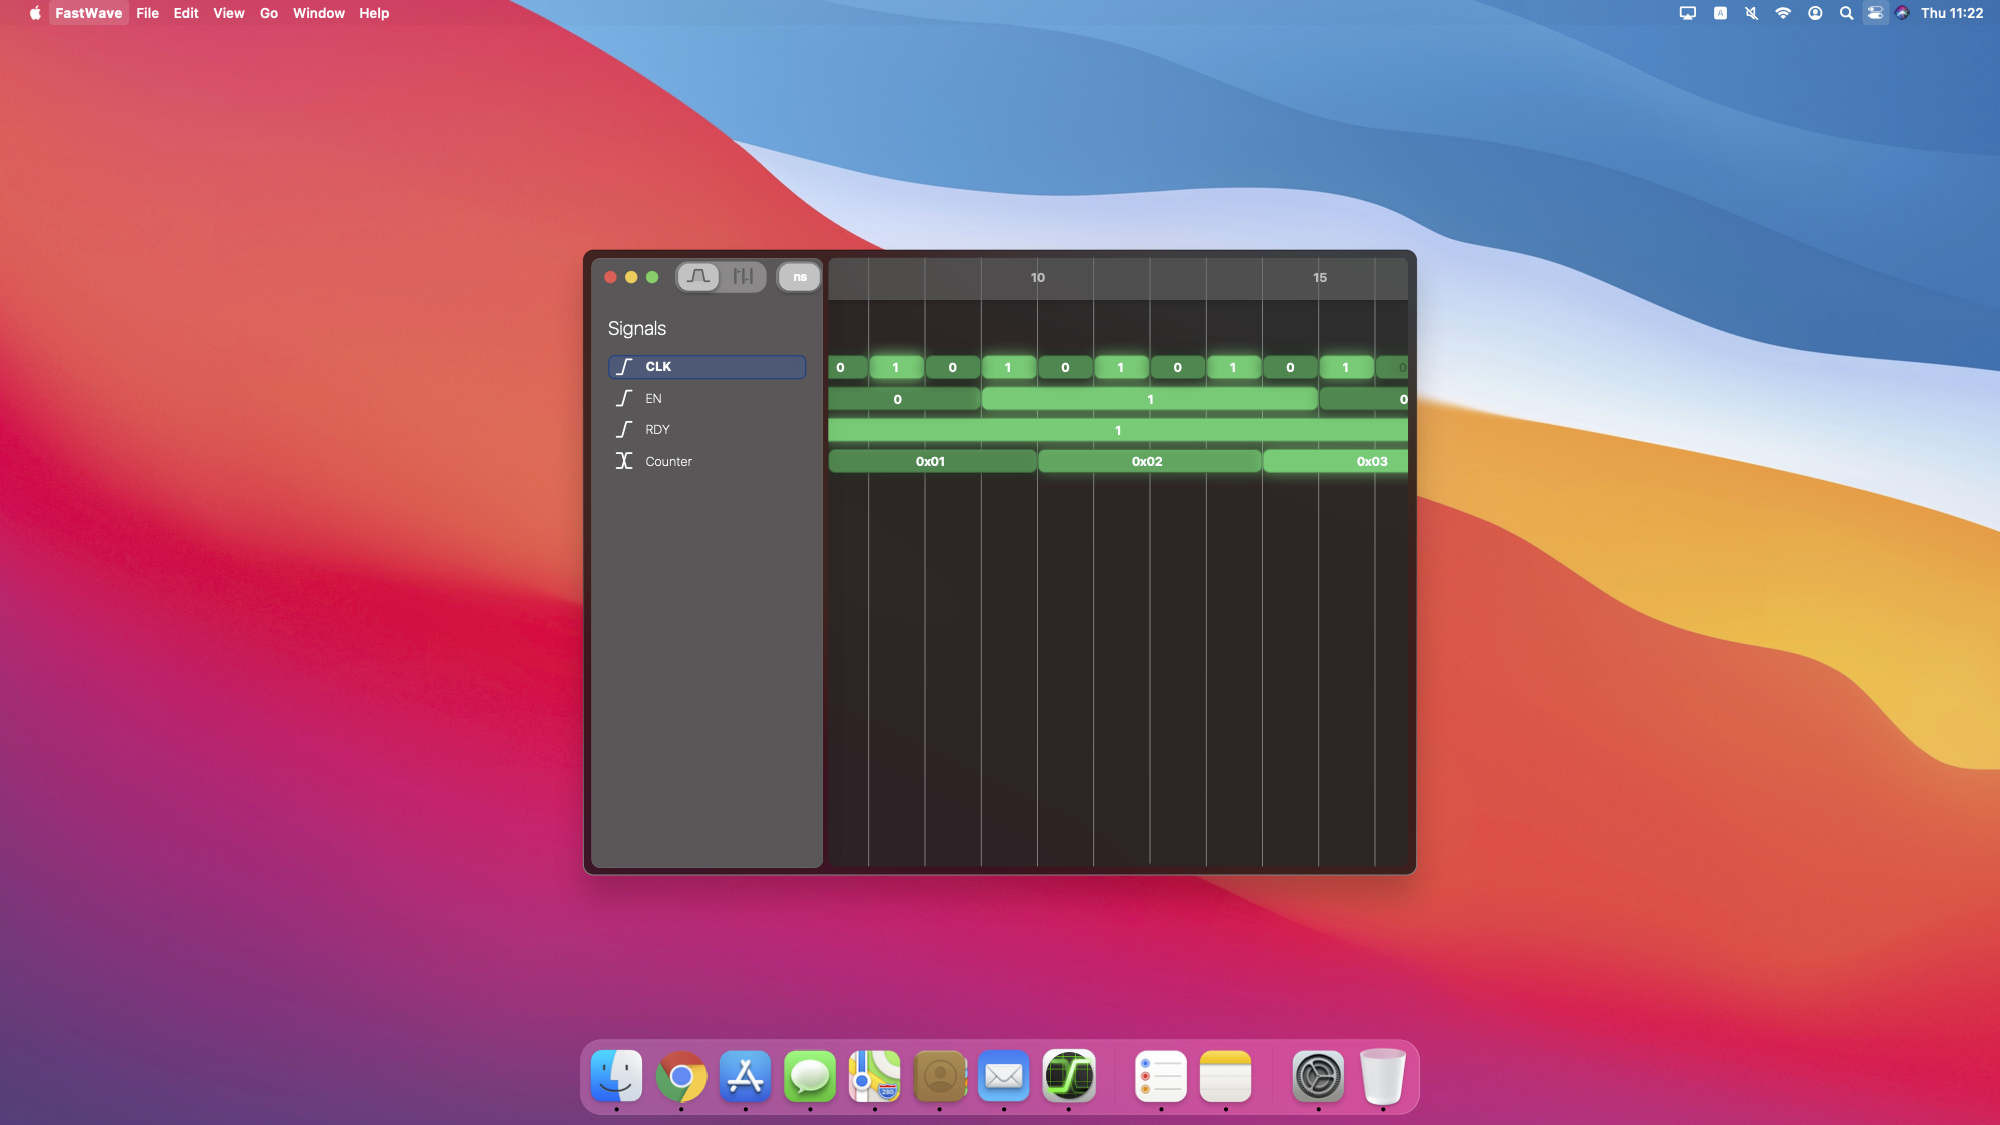 FastWave File Edit View Go Window Help A Thu 11:22
ns 10 15
Signals
CLK 0 1 0 1 0 1 0 1 0 1 0
EN 0 1 0
RDY 1
Counter 0x01 0x02 0x03
280